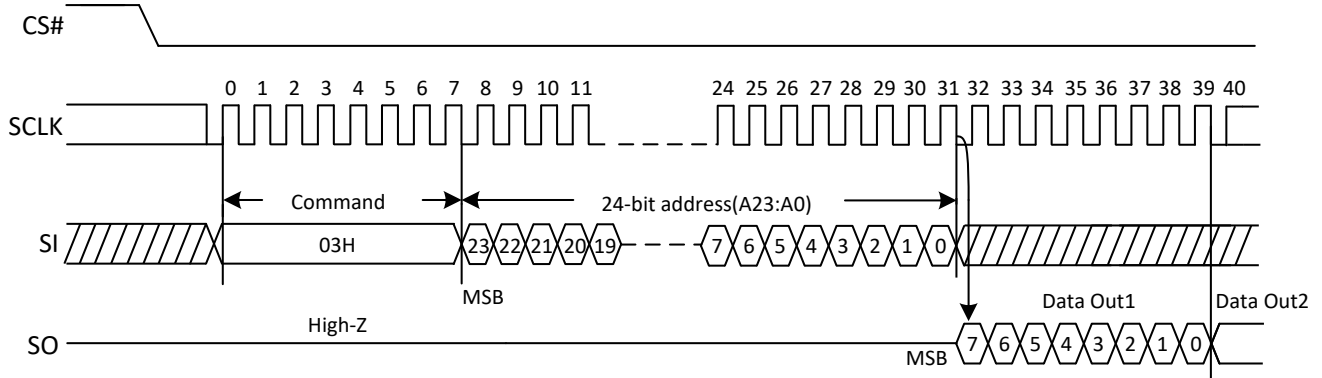 CS#
0 1 2 3 4 5 6 7 8 9 10 11 24 25 26 27 28 29 30 31 32 33 34 35 36 37 38 39 40
SCLK
Command 24-bit address(A23:A0)
SI 03H 23 22 21 20 19 7 6 5 4 3 2 1 0
MSB Data Out1 Data Out2
High-Z
SO MSB 7 6 5 4 3 2 1 0